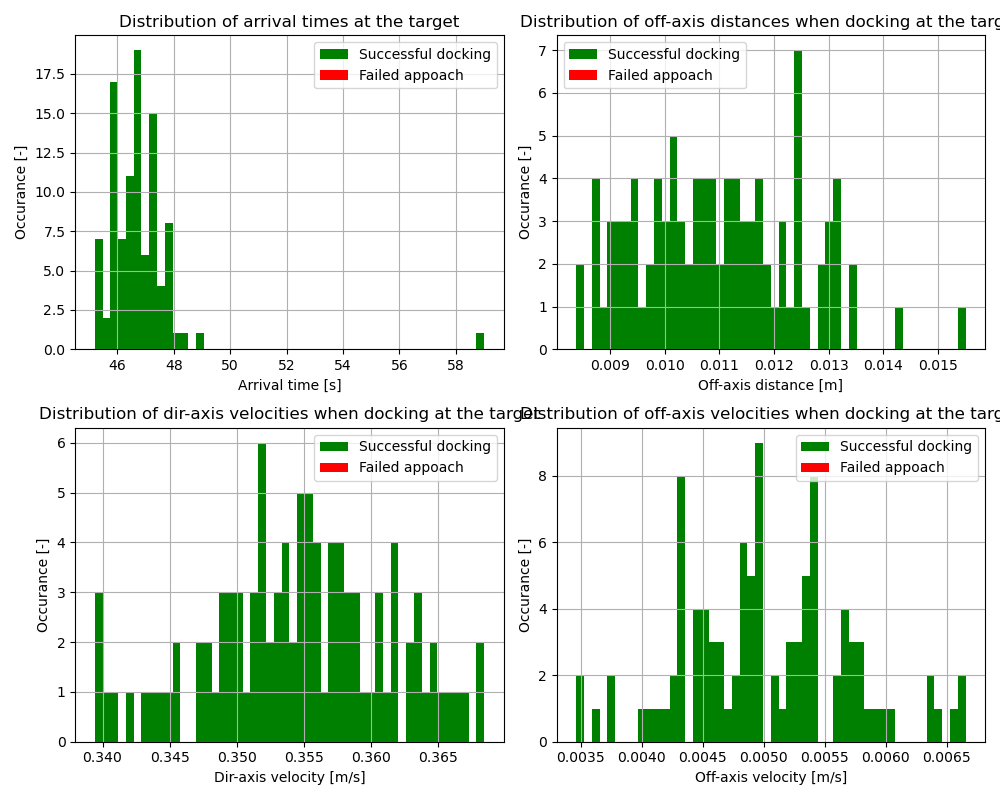 Distribution of arrival times at the target
Successful docking
Failed appoach
17.5
15.0
12.5
10.0
7.5
5.0
2.5
0.0
Occurance [-]
46 48 50 52 54 56 58
Arrival time [s]
Distribution of off-axis distances when docking at the targ
Successful docking
Failed appoach
7
6
5
4
3
2
1
0
Occurance [-]
0.009 0.010 0.011 0.012 0.013 0.014 0.015
Off-axis distance [m]
Distribution of dir-axis velocities when docking at the target
Successful docking
Failed appoach
6
5
4
3
2
1
0
Occurance [-]
0.340 0.345 0.350 0.355 0.360 0.365
Dir-axis velocity [m/s]
Distribution of off-axis velocities when docking at the targ
Successful docking
Failed appoach
8
6
4
2
0
Occurance [-]
0.0035 0.0040 0.0045 0.0050 0.0055 0.0060 0.0065
Off-axis velocity [m/s]